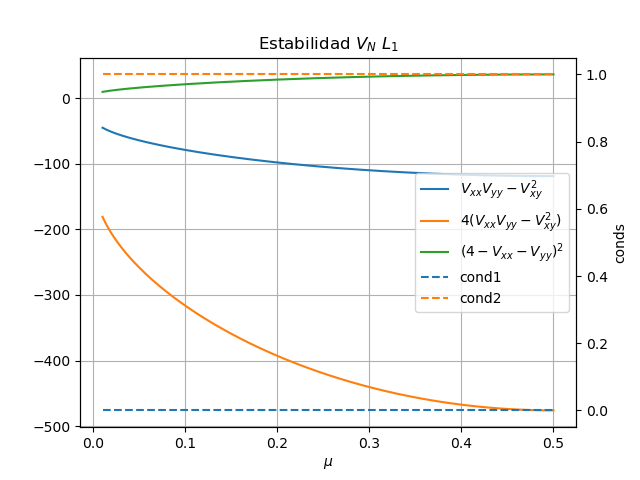 Estabilidad $V_N$ $L_1$
0
−100
−200
−300
−400
−500
0.0
0.1
0.2
0.3
0.4
0.5
μ
1.0
0.8
0.6
0.4
0.2
0.0
conds
$V_{xx}V_{yy} − V_{xy}^2$
$4(V_{xx}V_{yy} − V_{xy}^2)$
$(4 − V_{xx} − V_{yy})^2$
cond1
cond2